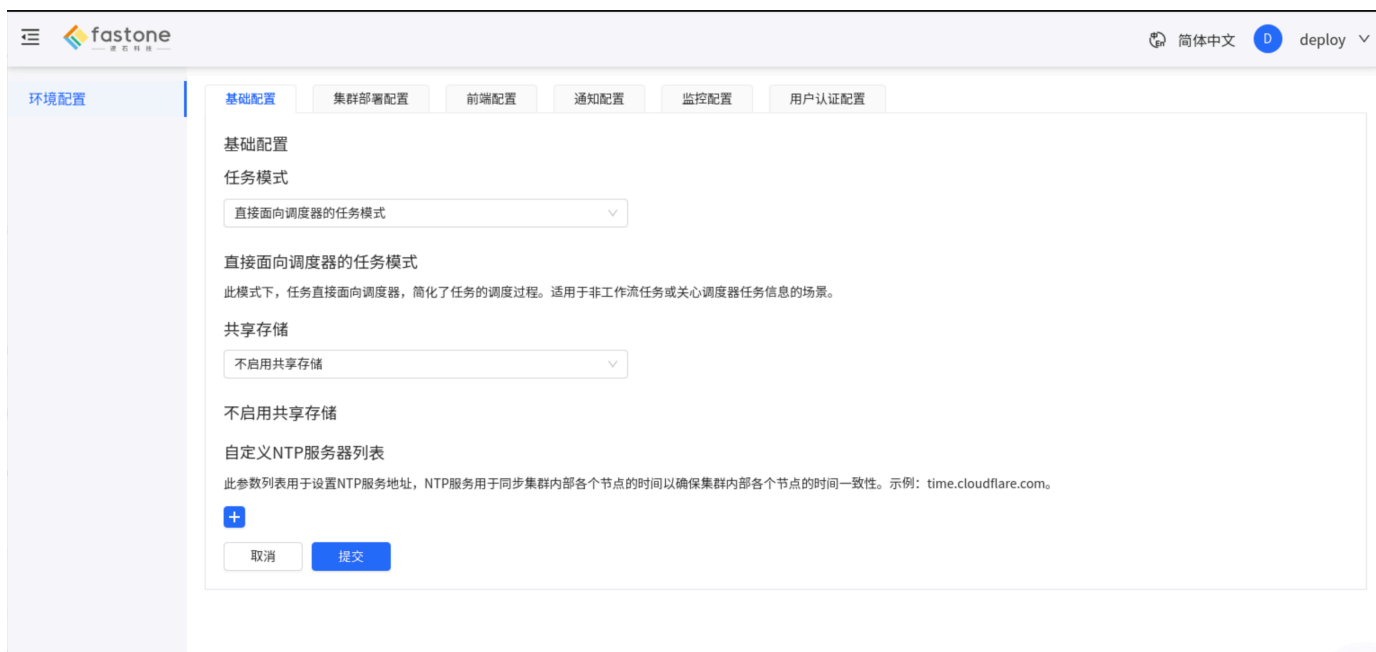 fastone
速石科技
简体中文
D
deploy
环境配置
基础配置
集群部署配置
前端配置
通知配置
监控配置
用户认证配置
基础配置
任务模式
直接面向调度器的任务模式
直接面向调度器的任务模式
此模式下，任务直接面向调度器，简化了任务的调度过程。适用于非工作流任务或关心调度器任务信息的场景。
共享存储
不启用共享存储
不启用共享存储
自定义NTP服务器列表
此参数列表用于设置NTP服务地址，NTP服务用于同步集群内部各个节点的时间以确保集群内部各个节点的时间一致性。示例：time.cloudflare.com。
取消
提交